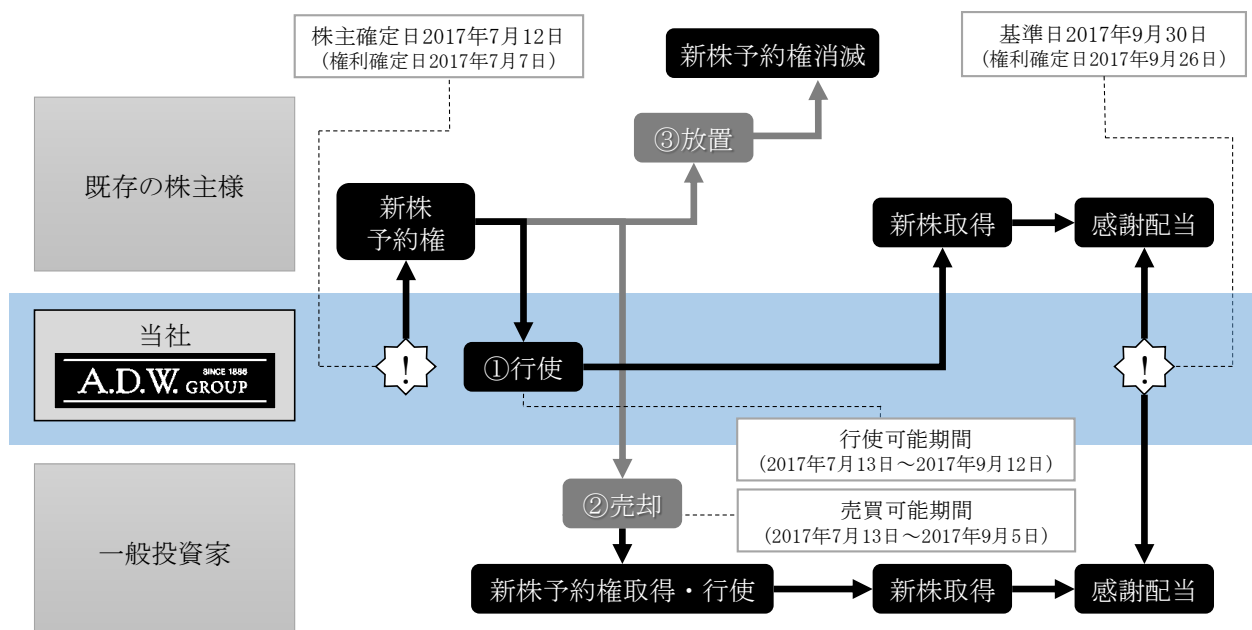 株主確定日2017年7月12日
（権利確定日2017年7月7日）
基準日2017年9月30日
（権利確定日2017年9月26日）
新株予約権消滅
③放置
既存の株主様
新株
予約権
新株取得
感謝配当
当社
A.D.W. GROUP
SINCE 1886
!
①行使
!
行使可能期間
（2017年7月13日～2017年9月12日）
②売却
売買可能期間
（2017年7月13日～2017年9月5日）
一般投資家
新株予約権取得・行使
新株取得
感謝配当